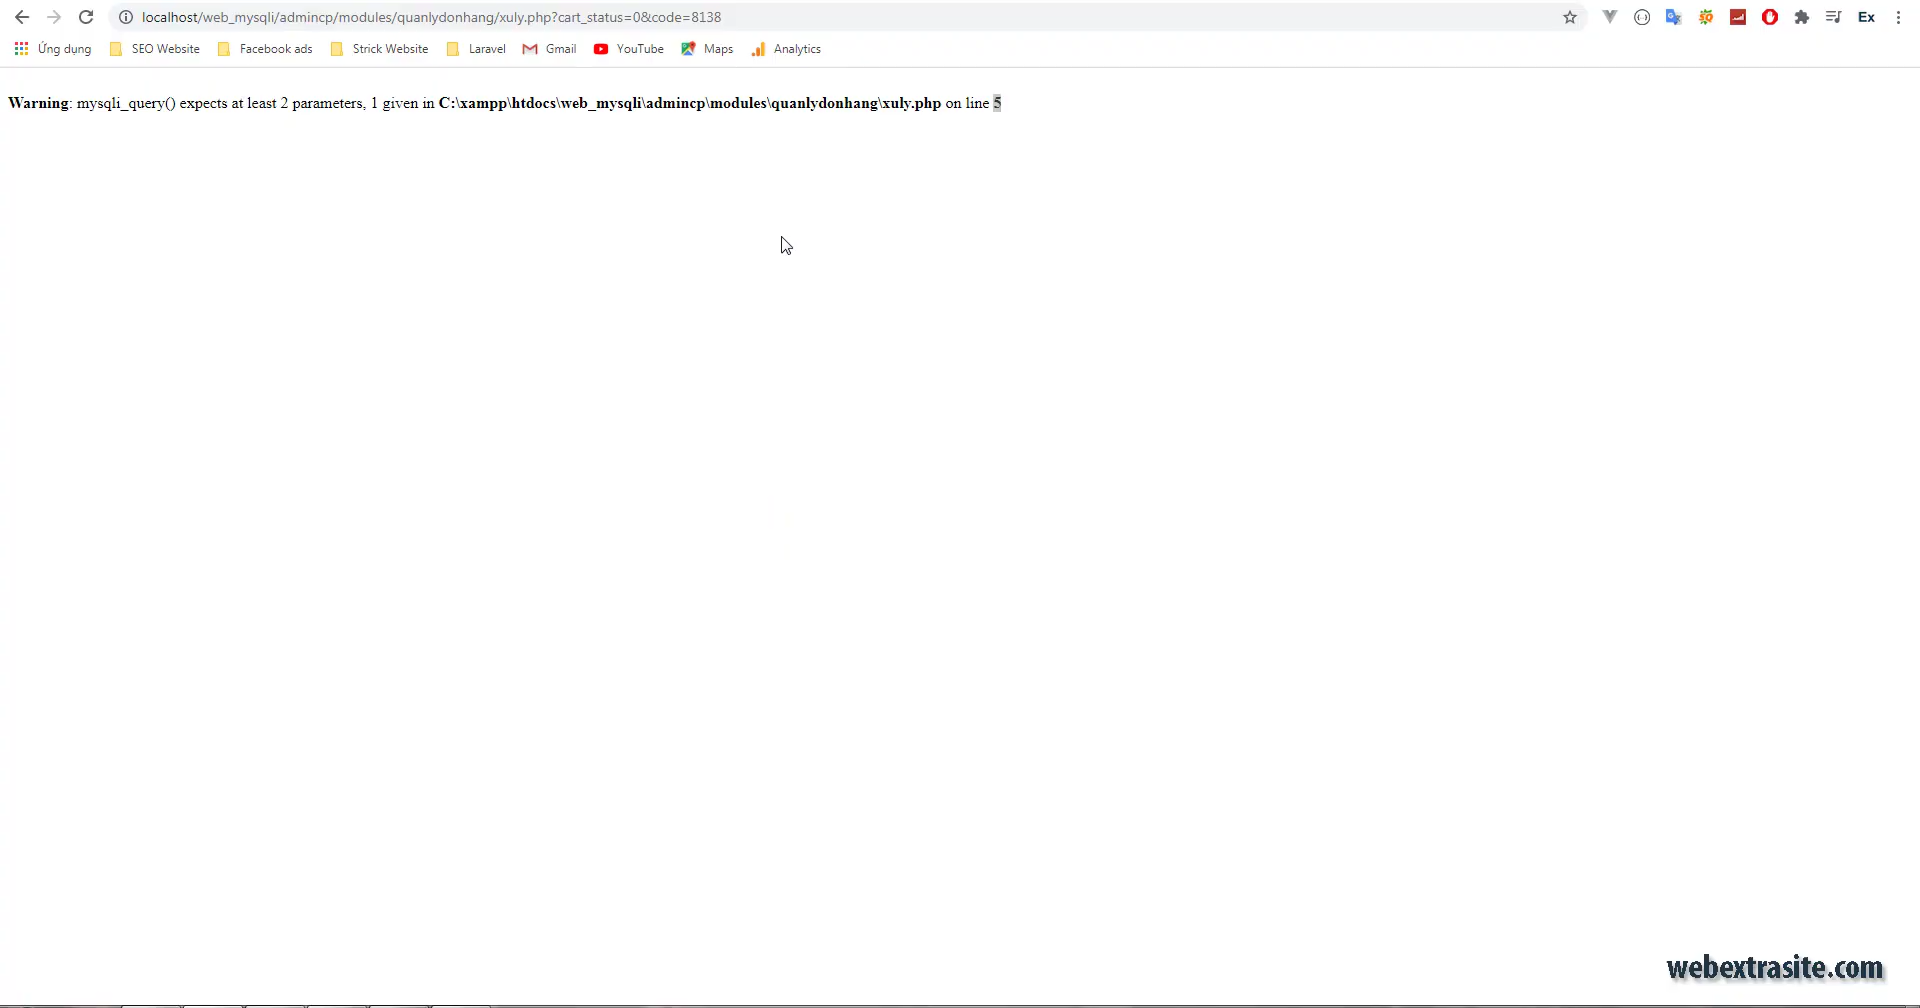 localhost/web_mysqli/admincp/modules/quanlydonhang/xuly.php?cart_status=0&code=8138
Ex
Ứng dụng SEO Website Facebook ads Strick Website Laravel Gmail YouTube Maps Analytics
Warning: mysqli_query() expects at least 2 parameters, 1 given in C:\xampp\htdocs\web_mysqli\admincp\modules\quanlydonhang\xuly.php on line 5
webextrasite.com